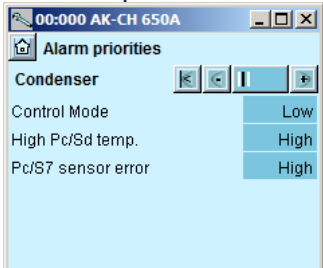 00:000 AK-CH 650A
Alarm priorities
Condenser
Control Mode Low
High Pc/Sd temp. High
Pc/S7 sensor error High